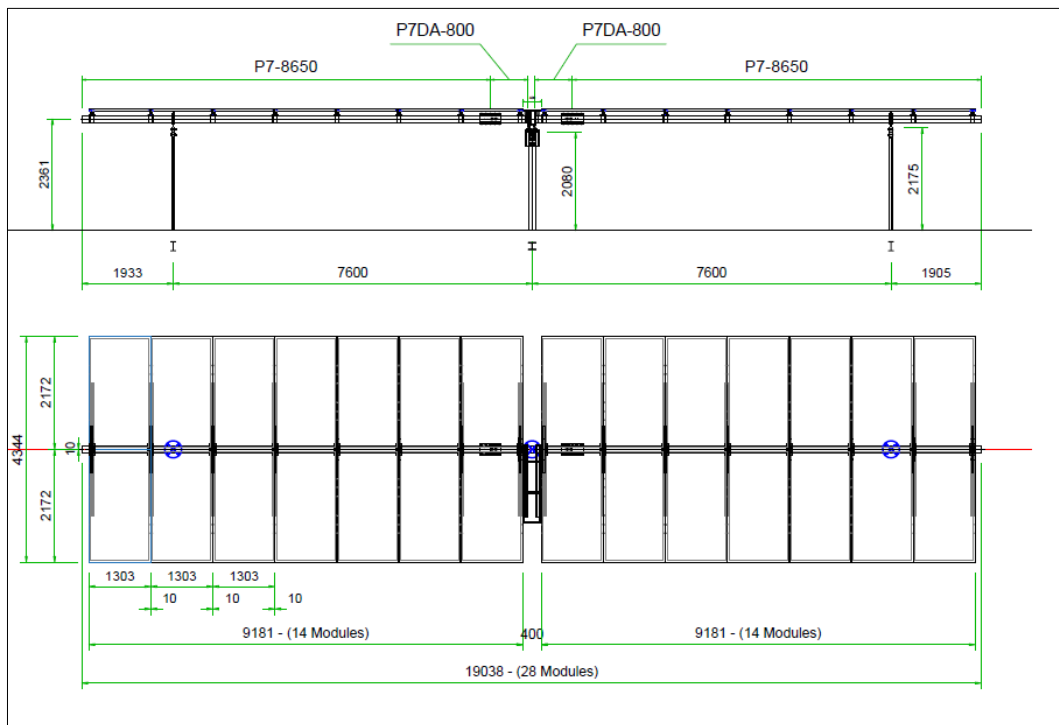 P7DA-800 P7DA-800
P7-8650 P7-8650
2361 2080 2175
1933 7600 7600 1905
4344 2172 10 2172
1303 1303 1303
10 10 10
9181 - (14 Modules) 400 9181 - (14 Modules)
19038 - (28 Modules)